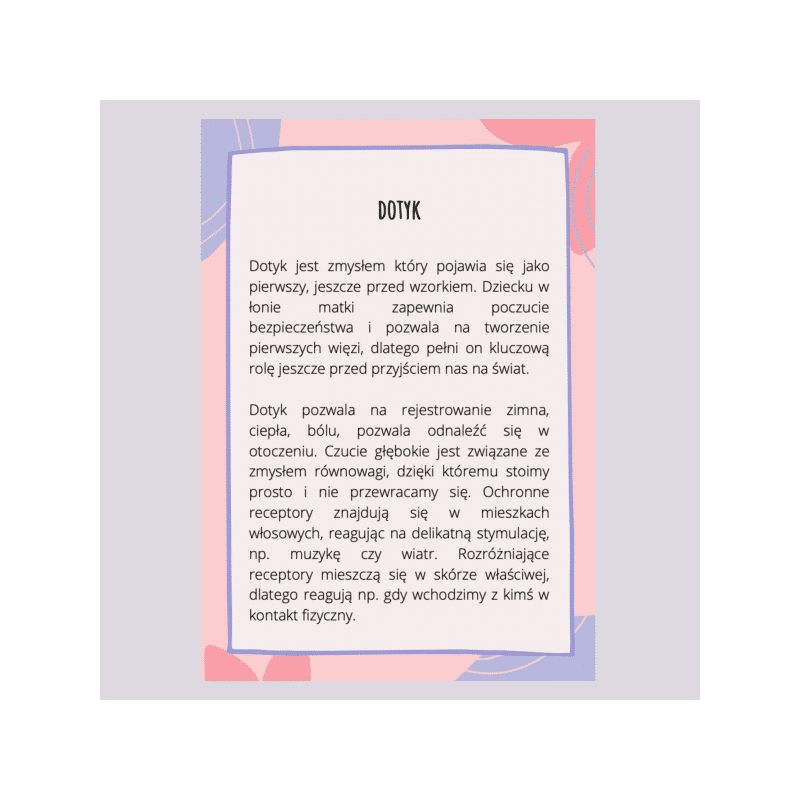 DOTYK
Dotyk jest zmysłem który pojawia się jako
pierwszy, jeszcze przed wzorkiem. Dziecku w
łonie matki zapewnia poczucie
bezpieczeństwa i pozwala na tworzenie
pierwszych więzi, dlatego pełni on kluczową
rolę jeszcze przed przyjściem nas na świat.
Dotyk pozwala na rejestrowanie zimna,
ciepła, bólu, pozwala odnaleźć się w
otoczeniu. Czucie głębokie jest związane ze
zmysłem równowagi, dzięki któremu stoimy
prosto i nie przewracamy się. Ochronne
receptory znajdują się w mieszkach
włosowych, reagując na delikatną stymulację,
np. muzykę czy wiatr. Rozróżniające
receptory mieszczą się w skórze właściwej,
dlatego reagują np. gdy wchodzimy z kimś w
kontakt fizyczny.